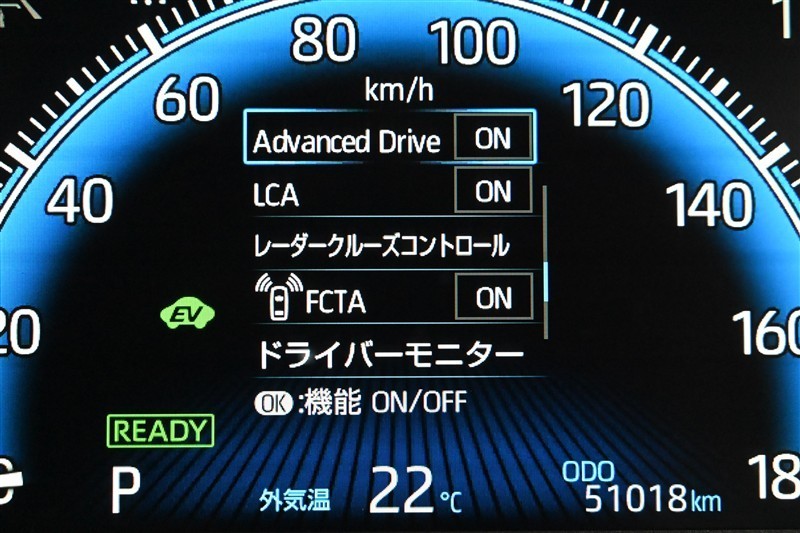 80
100
km/h
60
120
Advanced Drive ON
40
LCA ON
140
レーダークルーズコントロール
FCTA ON
EV
20
160
ドライバーモニター
OK:機能 ON/OFF
READY
P
外気温 22℃
ODO
51018km